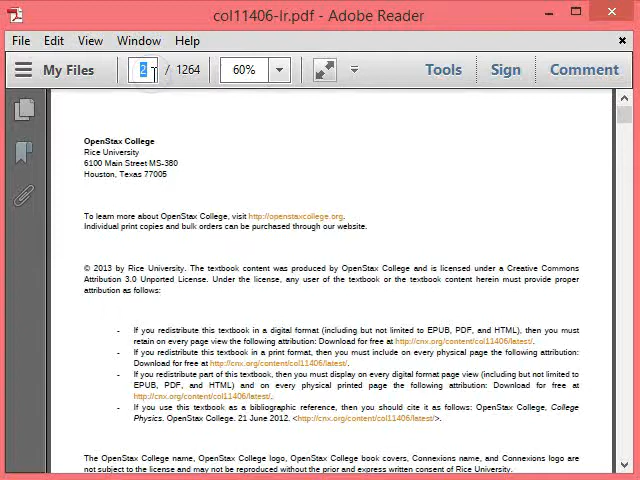 col11406-lr.pdf - Adobe Reader
File Edit View Window Help
My Files 2 / 1264 60% Tools Sign Comment
OpenStax College
Rice University
6100 Main Street MS-380
Houston, Texas 77005
To learn more about OpenStax College, visit http://openstaxcollege.org.
Individual print copies and bulk orders can be purchased through our website.
© 2013 by Rice University. The textbook content was produced by OpenStax College and is licensed under a Creative Commons
Attribution 3.0 Unported License. Under the license, any user of the textbook or the textbook content herein must provide proper
attribution as follows:
- If you redistribute this textbook in a digital format (including but not limited to EPUB, PDF, and HTML), then you must
retain on every page view the following attribution: Download for free at http://cnx.org/content/col11406/latest/.
- If you redistribute this textbook in a print format, then you must include on every physical page the following attribution:
Download for free at http://cnx.org/content/col11406/latest/.
- If you redistribute part of this textbook, then you must display on every digital format page view (including but not limited to
EPUB, PDF, and HTML) and on every physical printed page the following attribution: Download for free at
http://cnx.org/content/col11406/latest/.
- If you use this textbook as a bibliographic reference, then you should cite it as follows: OpenStax College, College
Physics. OpenStax College. 21 June 2012. <http://cnx.org/content/col11406/latest/>.
The OpenStax College name, OpenStax College logo, OpenStax College book covers, Connexions name, and Connexions logo are
not subject to the license and may not be reproduced without the prior and express written consent of Rice University.